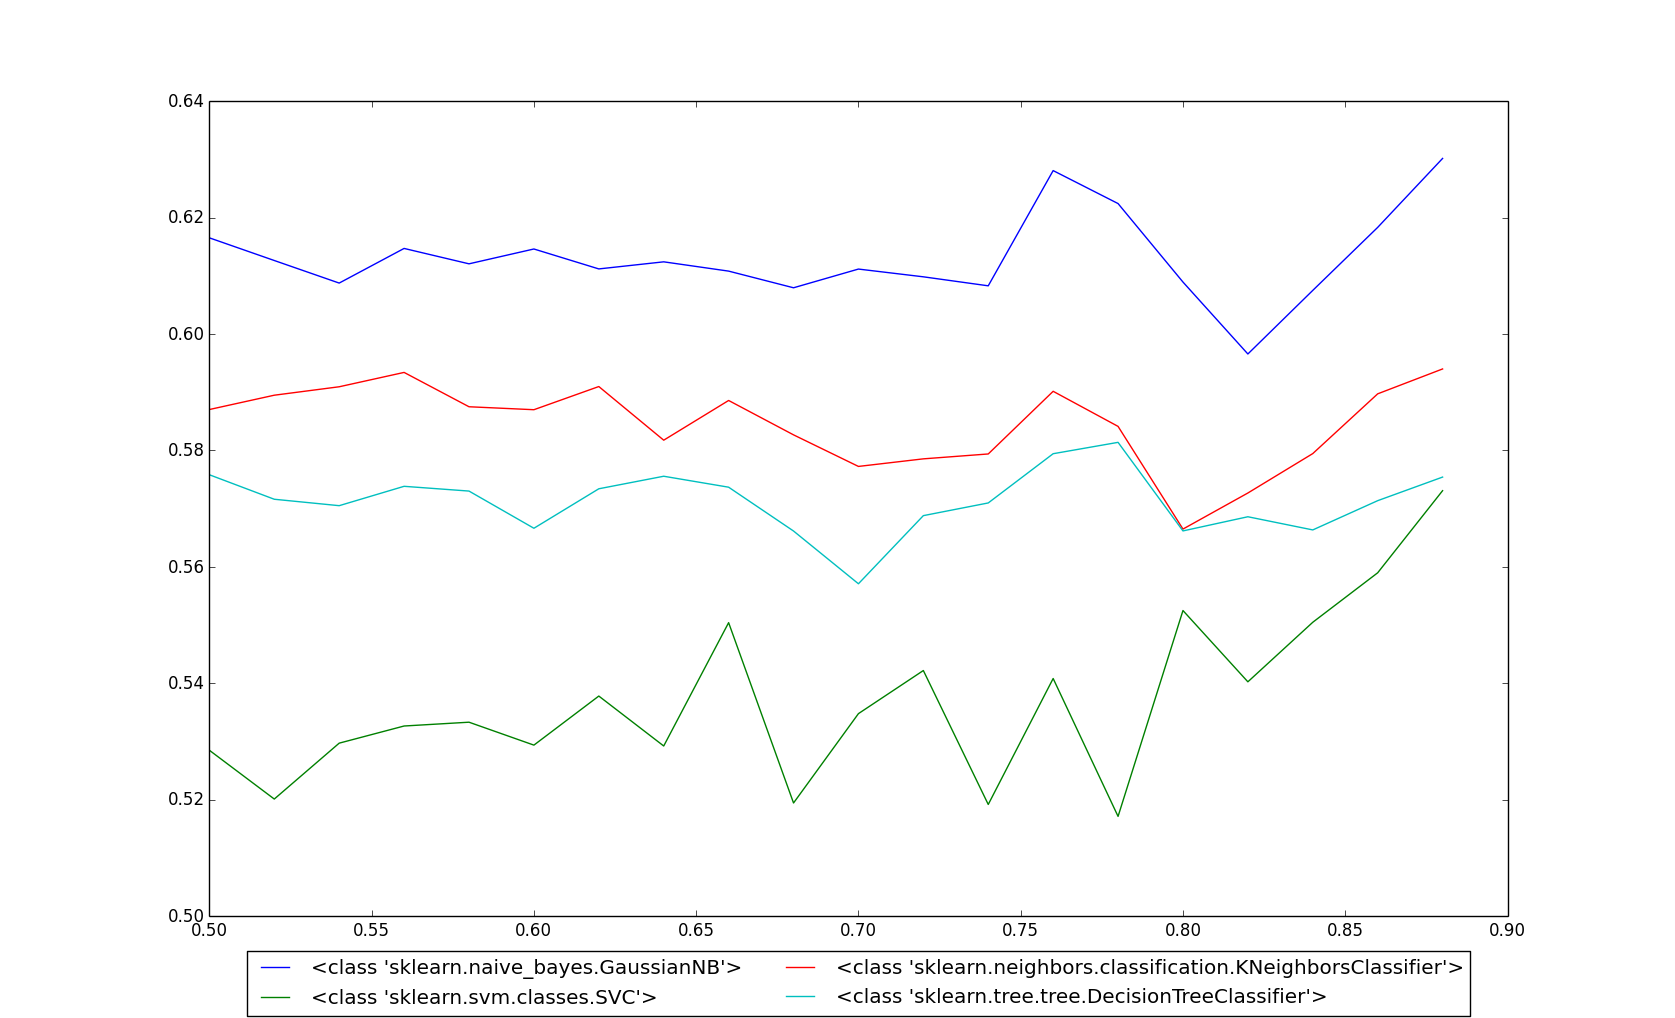 0.64
0.62
0.60
0.58
0.56
0.54
0.52
0.50
0.50 0.55 0.60 0.65 0.70 0.75 0.80 0.85 0.90
<class 'sklearn.naive_bayes.GaussianNB'> <class 'sklearn.neighbors.classification.KNeighborsClassifier'>
<class 'sklearn.svm.classes.SVC'> <class 'sklearn.tree.tree.DecisionTreeClassifier'>